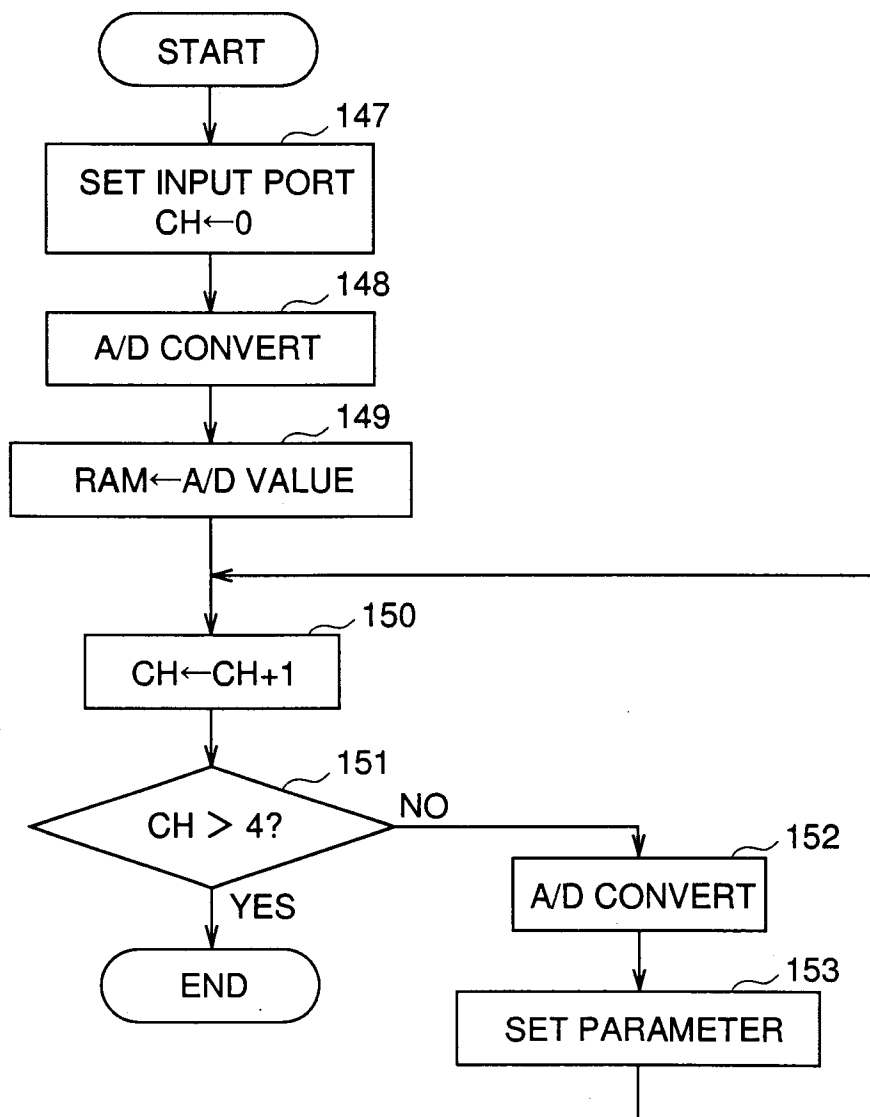 START
147
SET INPUT PORT
CH←0
148
A/D CONVERT
149
RAM←A/D VALUE
150
CH←CH+1
151
CH > 4?
NO
YES
152
A/D CONVERT
END
153
SET PARAMETER